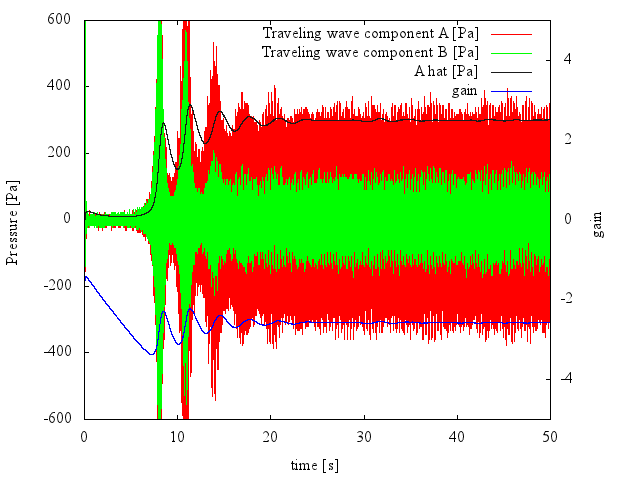 600
400
200
0
-200
-400
-600
Pressure [Pa]
Traveling wave component A [Pa]
Traveling wave component B [Pa]
A hat [Pa]
gain
4
2
0
-2
-4
gain
0
10
20
30
40
50
time [s]